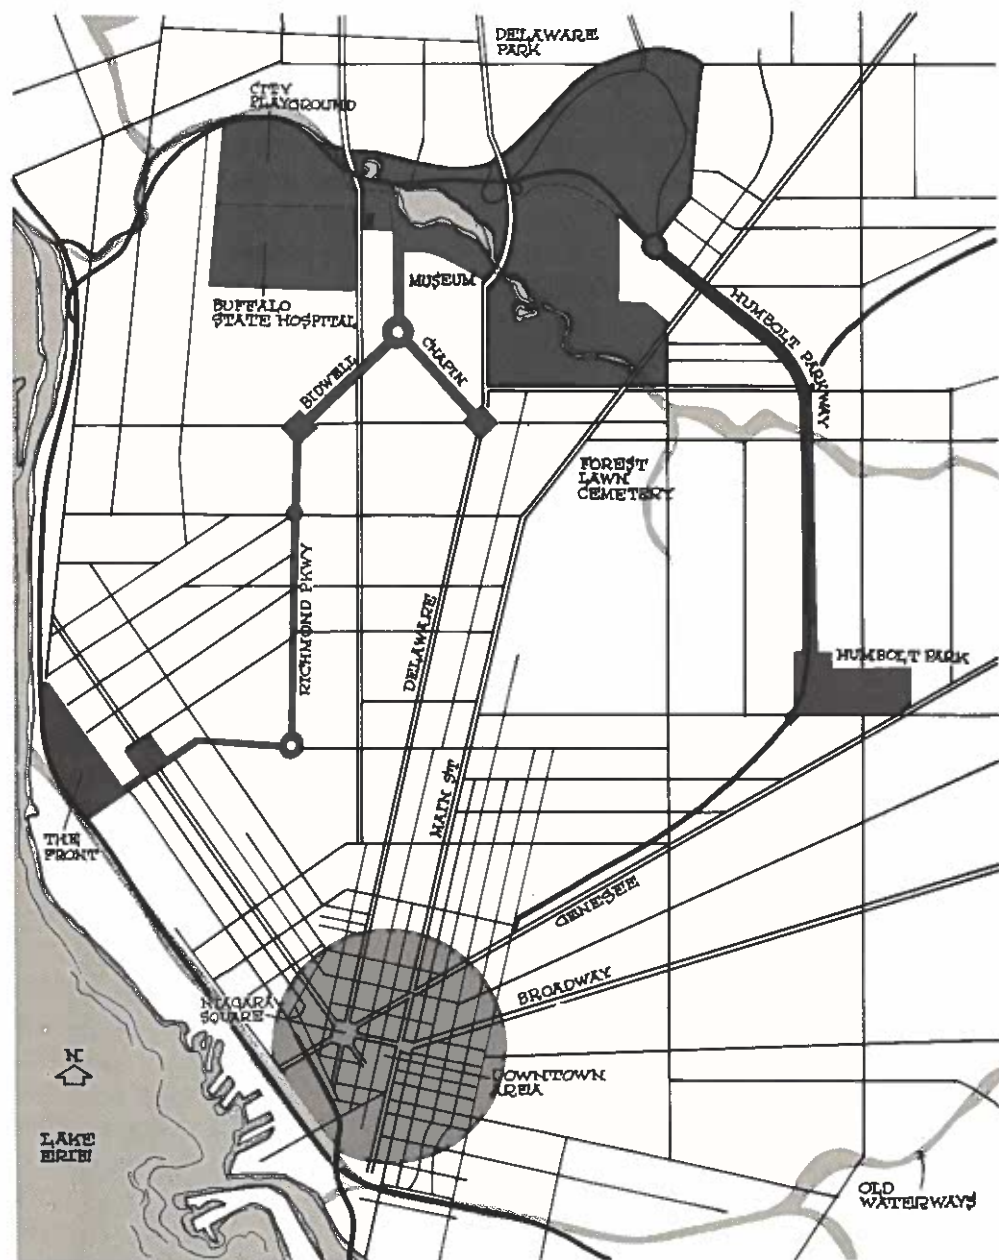 DELAWARE
PARK
CITY
PLAYGROUND
MUSEUM
BUFFALO
STATE HOSPITAL
HUMBOLT PARKWAY
BIDWELL
CHAPIN
FOREST
LAWN
CEMETERY
RICHMOND PKWY
DELAWARE
HUMBOLT PARK
MAIN ST
THE
FRONT
GENESEE
BROADWAY
NIAGARA
SQUARE
DOWNTOWN
AREA
N
LAKE
ERIE
OLD
WATERWAYS